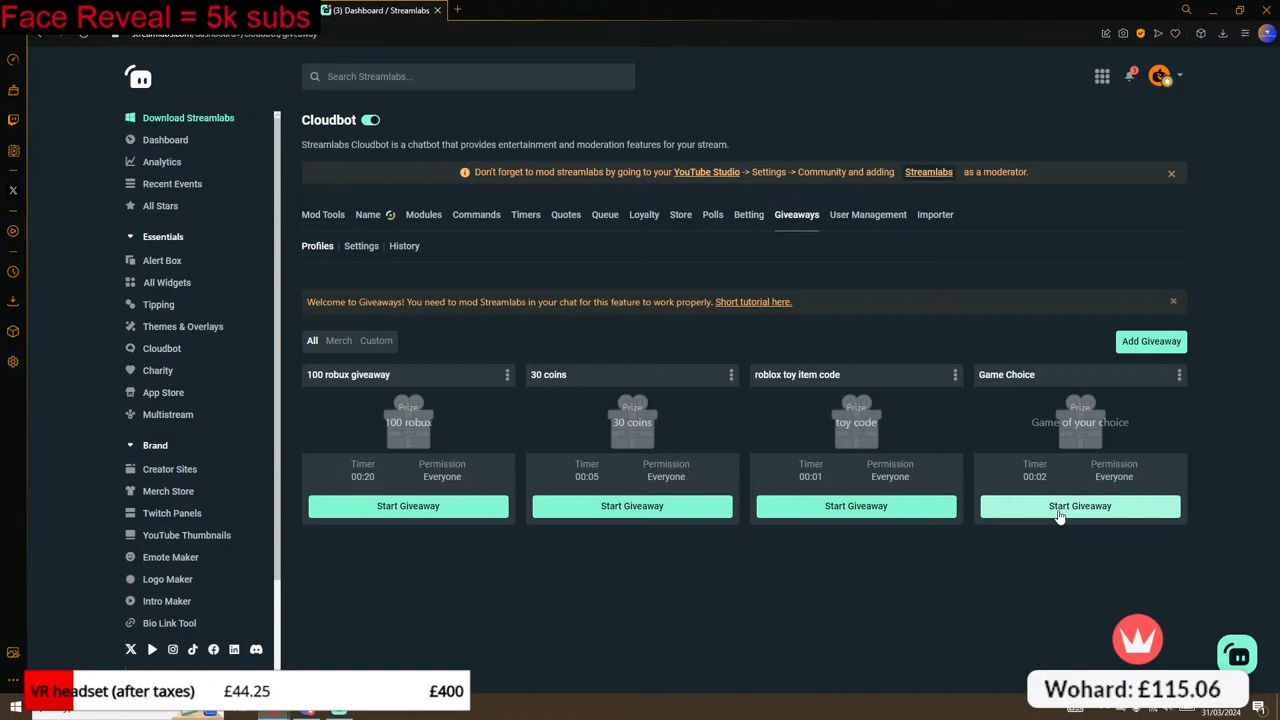 Face Reveal = 5k subs
(3) Dashboard / Streamlabs
Search Streamlabs...
Download Streamlabs
Dashboard
Analytics
Recent Events
All Stars
Essentials
Alert Box
All Widgets
Tipping
Themes & Overlays
Cloudbot
Charity
App Store
Multistream
Brand
Creator Sites
Merch Store
Twitch Panels
YouTube Thumbnails
Emote Maker
Logo Maker
Intro Maker
Bio Link Tool
Cloudbot
Streamlabs Cloudbot is a chatbot that provides entertainment and moderation features for your stream.
Don't forget to mod streamlabs by going to your YouTube Studio -> Settings -> Community and adding Streamlabs as a moderator.
Mod Tools Name Modules Commands Timers Quotes Queue Loyalty Store Polls Betting Giveaways User Management Importer
Profiles Settings History
Welcome to Giveaways! You need to mod Streamlabs in your chat for this feature to work properly. Short tutorial here.
All Merch Custom
Add Giveaway
100 robux giveaway
Prize
100 robux
Timer Permission
00:20 Everyone
Start Giveaway
30 coins
Prize
30 coins
Timer Permission
00:05 Everyone
Start Giveaway
roblox toy item code
Prize
toy code
Timer Permission
00:01 Everyone
Start Giveaway
Game Choice
Prize
Game of your choice
Timer Permission
00:02 Everyone
Start Giveaway
VR headset (after taxes) £44.25 £400
Wohard: £115.06
31/03/2024